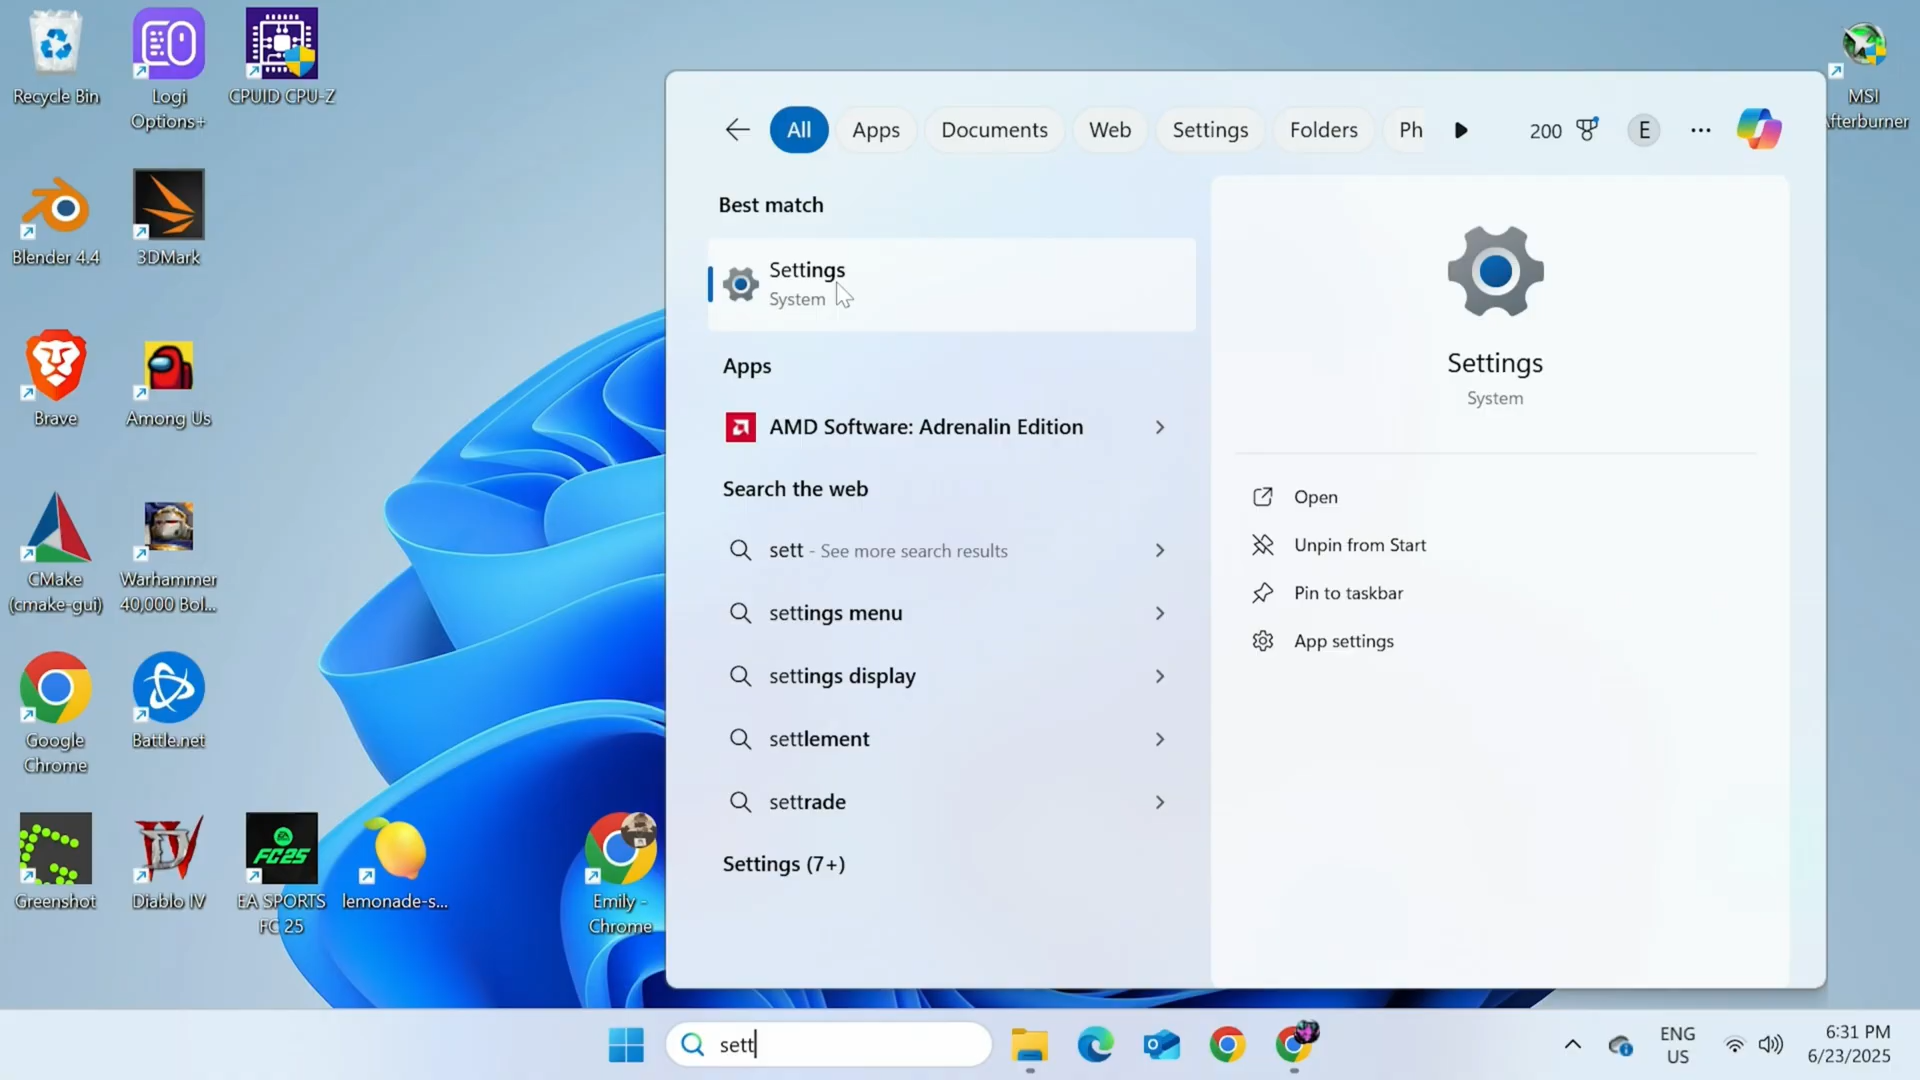 Recycle Bin
Logi
Options+
CPUID CPU-Z
Blender 4.4
3DMark
Brave
Among Us
CMake
(cmake-gui)
Warhammer
40,000 Bol...
Google
Chrome
Battle.net
Greenshot
Diablo IV
FC25
EA SPORTS
FC 25
lemonade-s...
Emily -
Chrome
MSI
Afterburner
All
Apps
Documents
Web
Settings
Folders
Ph
200
E
Best match
Settings
System
Apps
AMD Software: Adrenalin Edition
Search the web
sett - See more search results
settings menu
settings display
settlement
settrade
Settings (7+)
Settings
System
Open
Unpin from Start
Pin to taskbar
App settings
sett
ENG
US
6:31 PM
6/23/2025